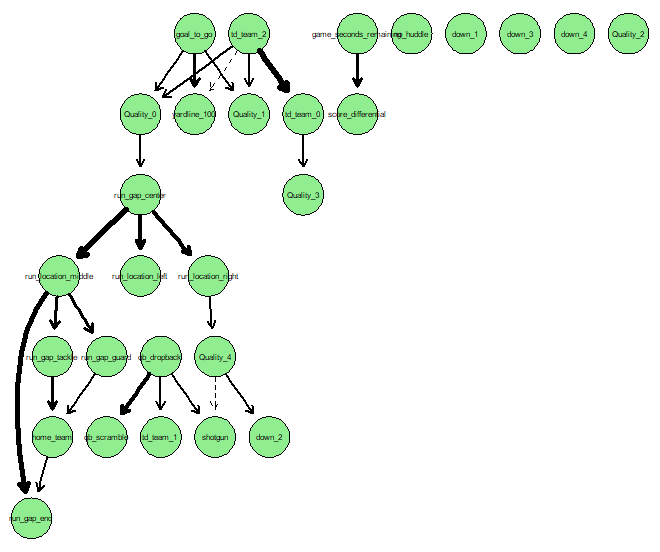 goal_to_go
td_team_2
game_seconds_remaining
no_huddle
down_1
down_3
down_4
Quality_2
Quality_0
yardline_100
Quality_1
td_team_0
score_differential
run_gap_center
Quality_3
run_location_middle
run_location_left
run_location_right
run_gap_tackle
run_gap_guard
qb_dropback
Quality_4
home_team
qb_scramble
td_team_1
shotgun
down_2
run_gap_end